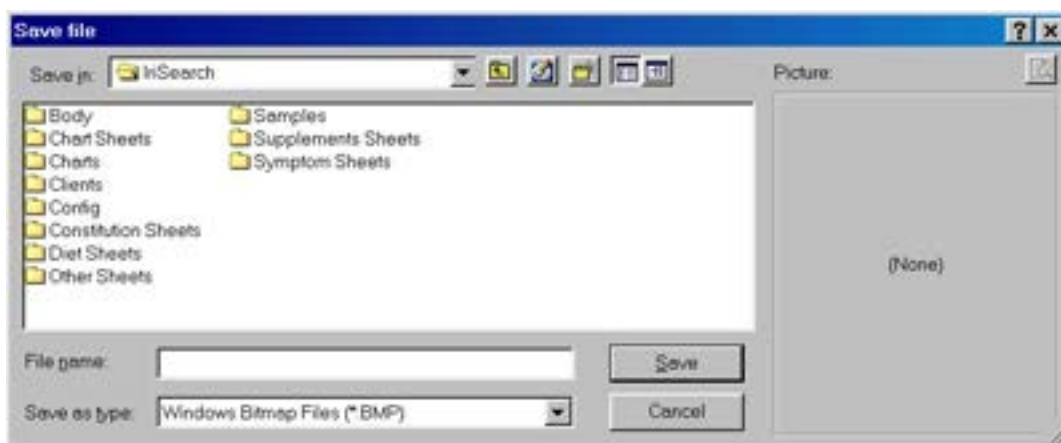 Save file
Save in: IriSearch
Picture:
Body
Chart Sheets
Charts
Clients
Config
Constitution Sheets
Diet Sheets
Other Sheets
Samples
Supplements Sheets
Symptom Sheets
(None)
File name:
Save
Save as type: Windows Bitmap Files (*.BMP)
Cancel